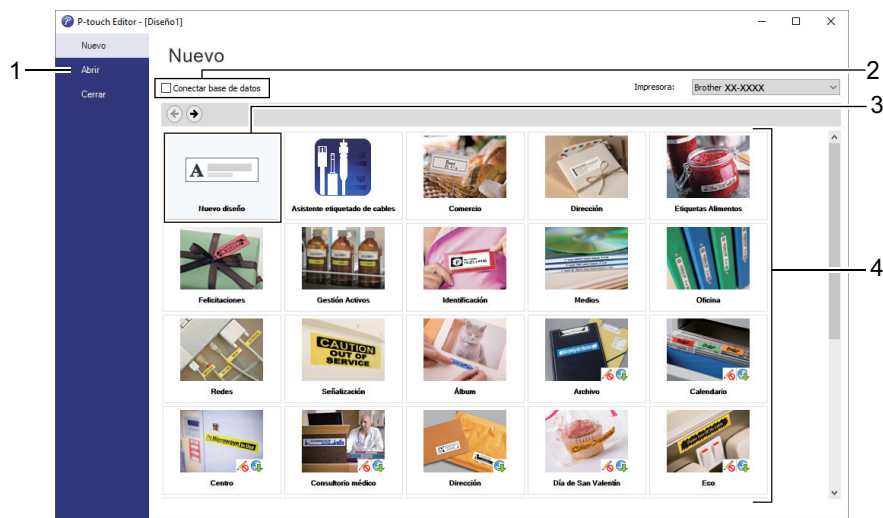 P-touch Editor - [Diseño1]
Nuevo
Abrir
Cerrar
Nuevo
Conectar base de datos
Impresora:
Brother XX-XXXX
1
2
3
4
A
Nuevo diseño
Asistente etiquetado de cables
Comercio
Dirección
Etiquetas Alimentos
Felicitaciones
Gestión Activos
Identificación
Medios
Oficina
CAUTION
OUT OF
SERVICE
Redes
Señalización
Álbum
Archivo
Calendario
Centro
Consultorio médico
Dirección
Día de San Valentín
Eco